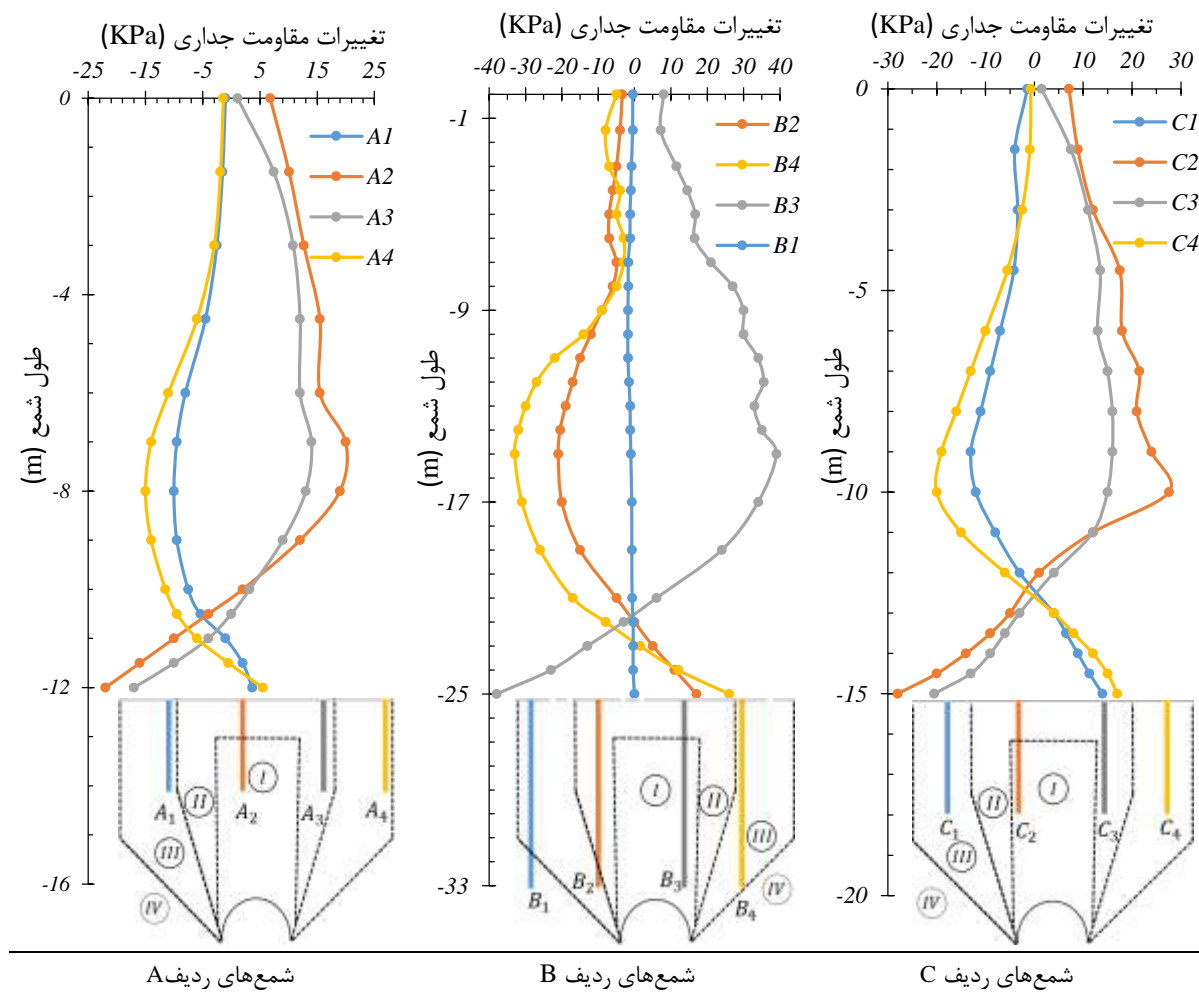 تغییرات مقاومت جداری (KPa)
-25 -15 -5 5 15 25
0
-4
-8
-12
-16
طول شمع (m)
A1
A2
A3
A4
A1 A2 A3 A4
I
II
III
IV
شمع‌های ردیف A
تغییرات مقاومت جداری (KPa)
-40 -30 -20 -10 0 10 20 30 40
-1
-9
-17
-25
-33
طول شمع (m)
B2
B4
B3
B1
B1 B2 B3 B4
I
II
III
IV
شمع‌های ردیف B
تغییرات مقاومت جداری (KPa)
-30 -20 -10 0 10 20 30
0
-5
-10
-15
-20
طول شمع (m)
C1
C2
C3
C4
C1 C2 C3 C4
I
II
III
IV
شمع‌های ردیف C